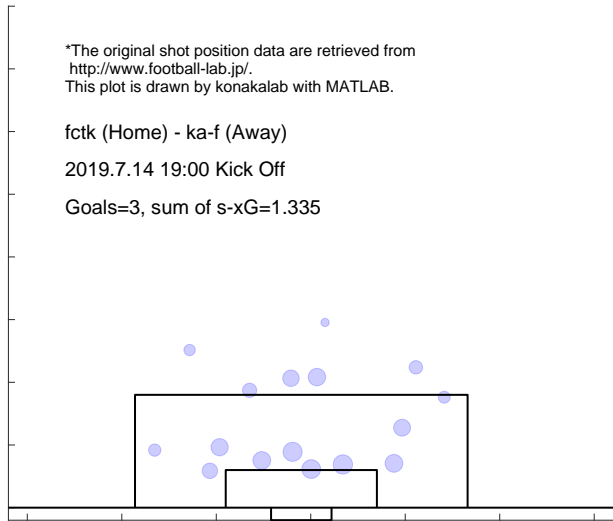 *The original shot position data are retrieved from
http://www.football-lab.jp/.
This plot is drawn by konakalab with MATLAB.
fctk (Home) - ka-f (Away)
2019.7.14 19:00 Kick Off
Goals=3, sum of s-xG=1.335